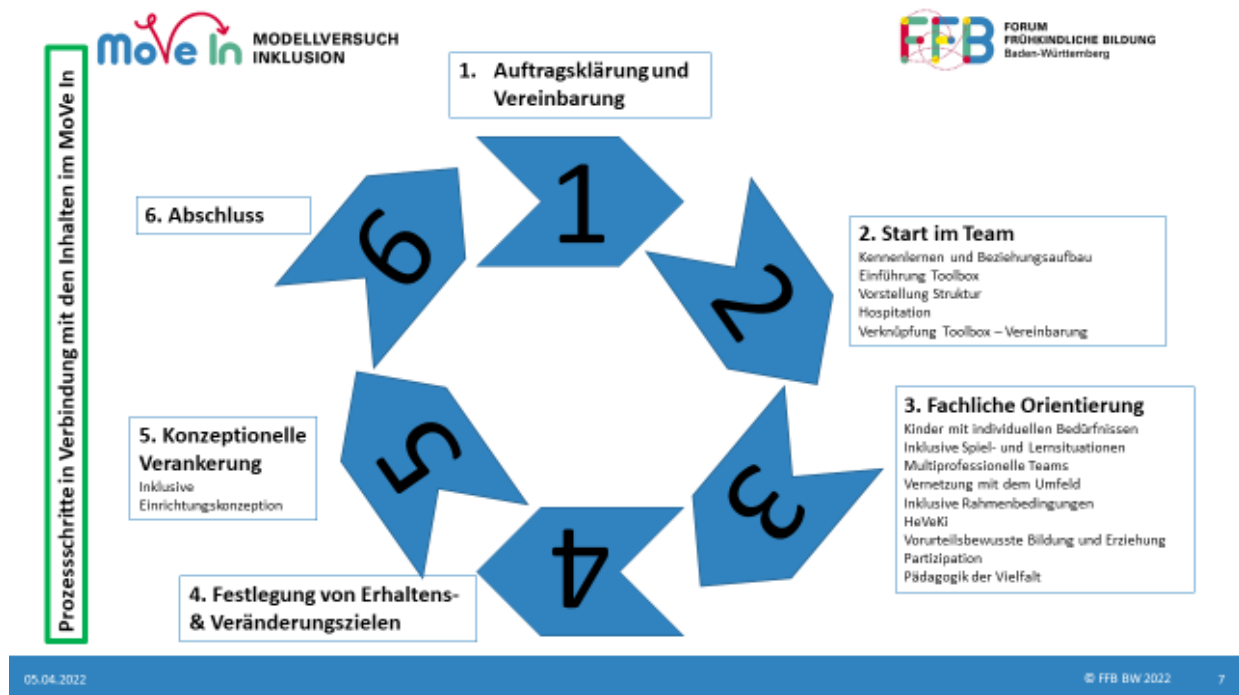 MoVe In MODELLVERSUCH
INKLUSION
FFB FORUM
FRÜHKINDLICHE BILDUNG
Baden-Württemberg
Prozessschritte in Verbindung mit den Inhalten im MoVe In
1. Auftragsklärung und
Vereinbarung
1
2. Start im Team
Kennenlernen und Beziehungsaufbau
Einführung Toolbox
Vorstellung Struktur
Hospitation
Verknüpfung Toolbox – Vereinbarung
2
3. Fachliche Orientierung
Kinder mit individuellen Bedürfnissen
Inklusive Spiel- und Lernsituationen
Multiprofessionelle Teams
Vernetzung mit dem Umfeld
Inklusive Rahmenbedingungen
HeVeKi
Vorurteilsbewusste Bildung und Erziehung
Partizipation
Pädagogik der Vielfalt
3
4. Festlegung von Erhaltens-
& Veränderungszielen
4
5. Konzeptionelle
Verankerung
Inklusive
Einrichtungskonzeption
5
6. Abschluss
6
05.04.2022
© FFB BW 2022
7